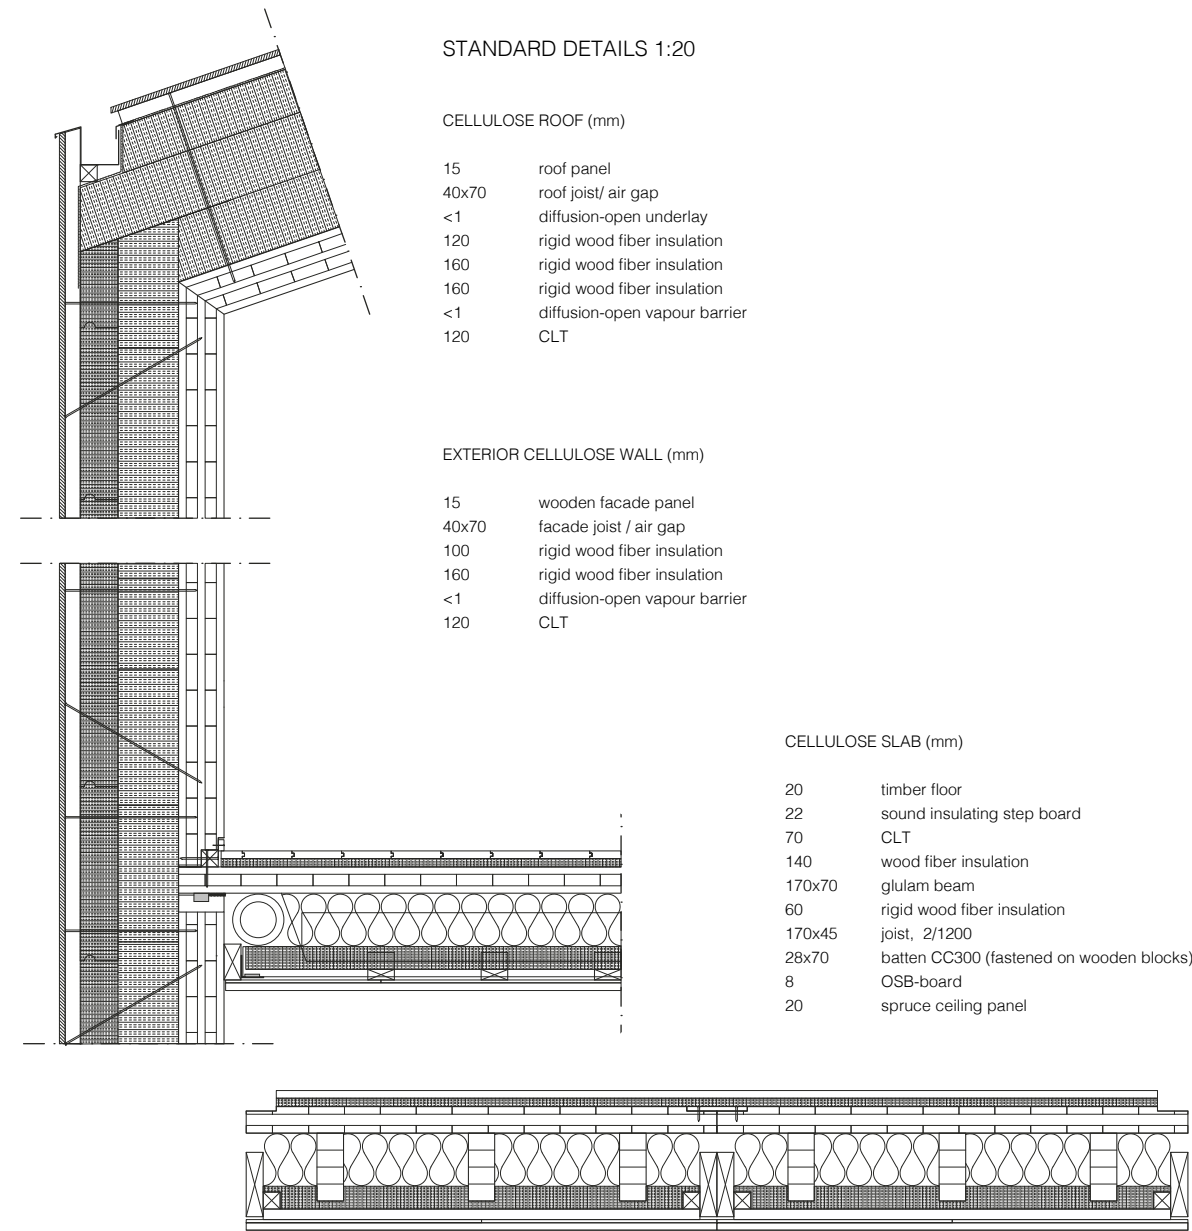 STANDARD DETAILS 1:20
CELLULOSE ROOF (mm)
15 roof panel
40x70 roof joist/ air gap
<1 diffusion-open underlay
120 rigid wood fiber insulation
160 rigid wood fiber insulation
160 rigid wood fiber insulation
<1 diffusion-open vapour barrier
120 CLT
EXTERIOR CELLULOSE WALL (mm)
15 wooden facade panel
40x70 facade joist / air gap
100 rigid wood fiber insulation
160 rigid wood fiber insulation
<1 diffusion-open vapour barrier
120 CLT
CELLULOSE SLAB (mm)
20 timber floor
22 sound insulating step board
70 CLT
140 wood fiber insulation
170x70 glulam beam
60 rigid wood fiber insulation
170x45 joist, 2/1200
28x70 batten CC300 (fastened on wooden blocks)
8 OSB-board
20 spruce ceiling panel